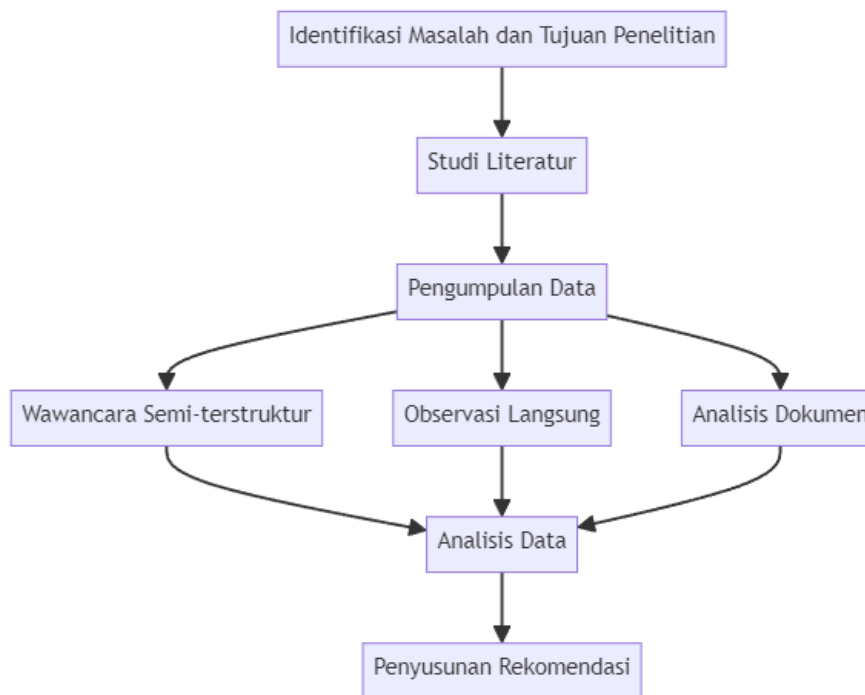 Identifikasi Masalah dan Tujuan Penelitian
Studi Literatur
Pengumpulan Data
Wawancara Semi-terstruktur
Observasi Langsung
Analisis Dokumen
Analisis Data
Penyusunan Rekomendasi